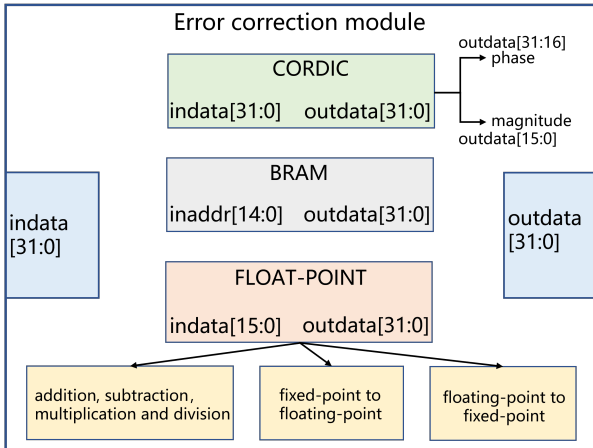 Error correction module
CORDIC
indata[31:0] outdata[31:0]
outdata[31:16]
phase
magnitude
outdata[15:0]
BRAM
inaddr[14:0] outdata[31:0]
indata
[31:0]
outdata
[31:0]
FLOAT-POINT
indata[15:0] outdata[31:0]
addition, subtraction,
multiplication and division
fixed-point to
floating-point
floating-point to
fixed-point